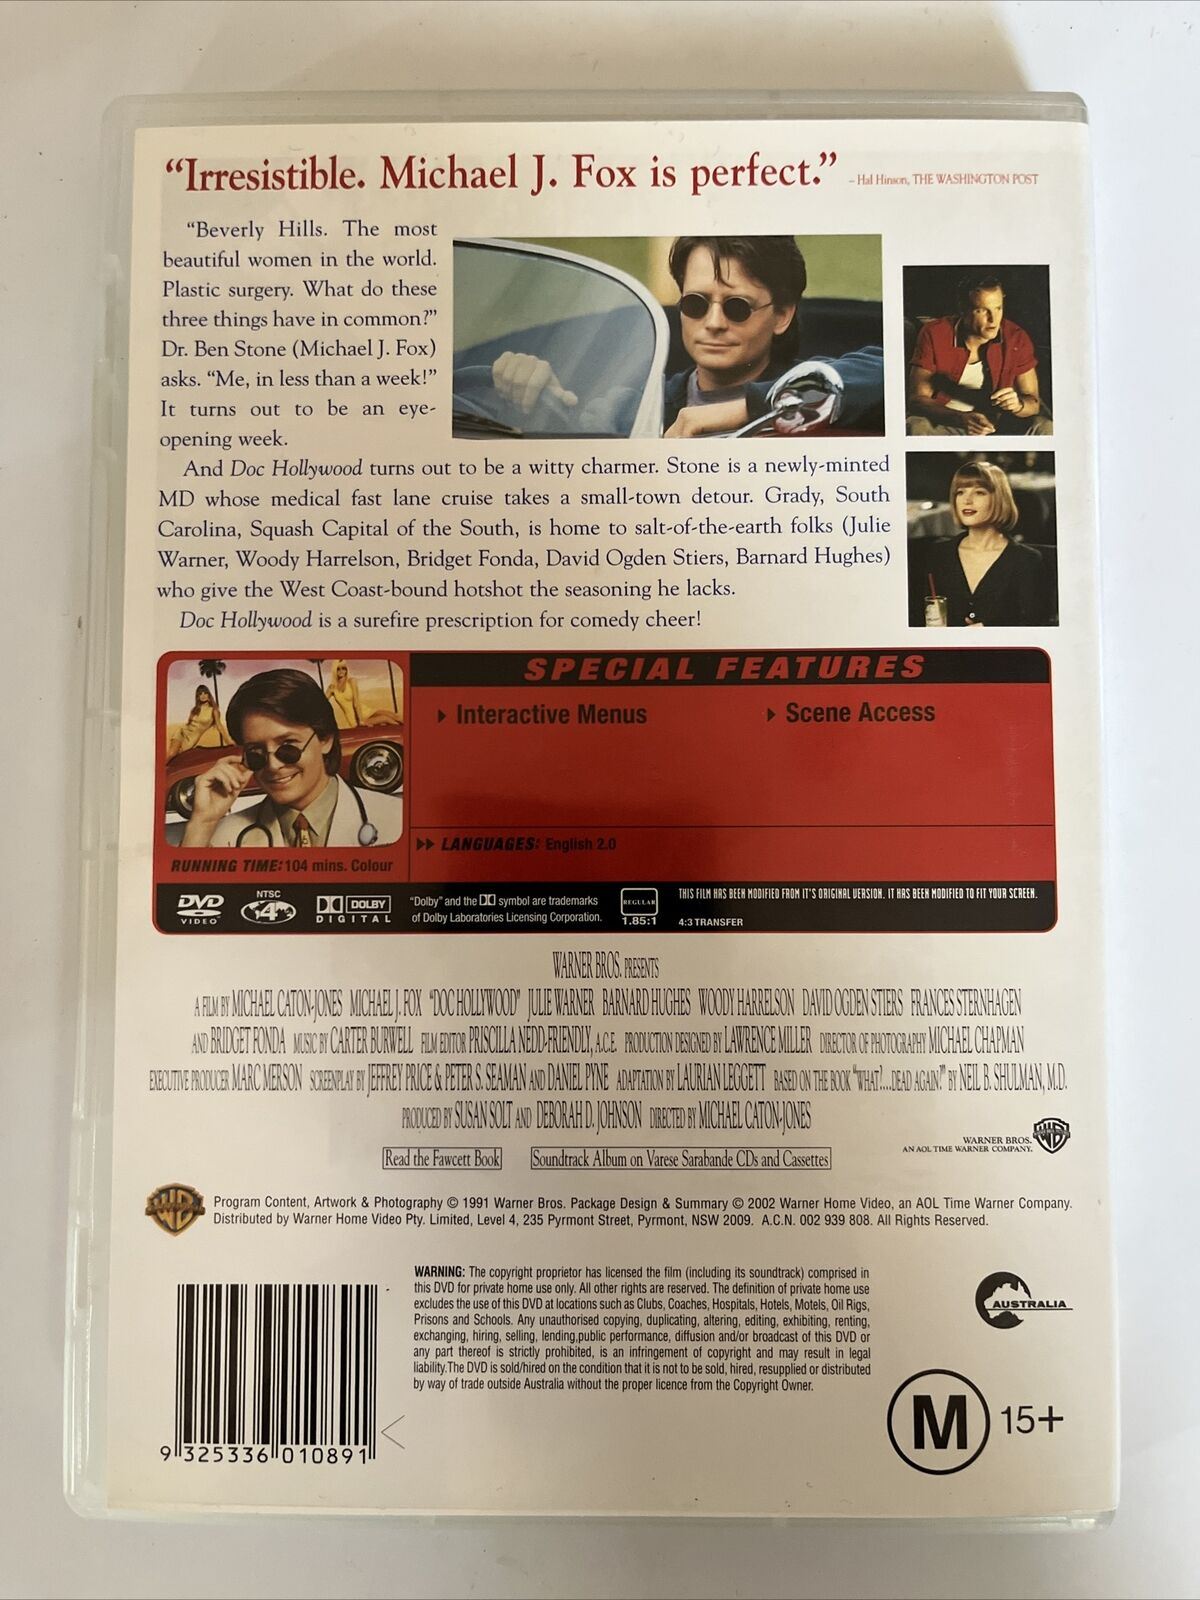 “Irresistible. Michael J. Fox is perfect.” – Hal Hinson, THE WASHINGTON POST
“Beverly Hills. The most
beautiful women in the world.
Plastic surgery. What do these
three things have in common?”
Dr. Ben Stone (Michael J. Fox)
asks. “Me, in less than a week!”
It turns out to be an eye-
opening week.
And Doc Hollywood turns out to be a witty charmer. Stone is a newly-minted
MD whose medical fast lane cruise takes a small-town detour. Grady, South
Carolina, Squash Capital of the South, is home to salt-of-the-earth folks (Julie
Warner, Woody Harrelson, Bridget Fonda, David Ogden Stiers, Barnard Hughes)
who give the West Coast-bound hotshot the seasoning he lacks.
Doc Hollywood is a surefire prescription for comedy cheer!
SPECIAL FEATURES
Interactive Menus
Scene Access
LANGUAGES: English 2.0
RUNNING TIME: 104 mins. Colour
DVD
VIDEO
NTSC
4
DOLBY
DIGITAL
“Dolby” and the DD symbol are trademarks
of Dolby Laboratories Licensing Corporation.
REGULAR
1.85:1
THIS FILM HAS BEEN MODIFIED FROM IT'S ORIGINAL VERSION. IT HAS BEEN MODIFIED TO FIT YOUR SCREEN.
4:3 TRANSFER
WARNER BROS. PRESENTS
A FILM BY MICHAEL CATON-JONES MICHAEL J. FOX “DOC HOLLYWOOD” JULIE WARNER BARNARD HUGHES WOODY HARRELSON DAVID OGDEN STIERS FRANCES STERNHAGEN
AND BRIDGET FONDA MUSIC BY CARTER BURWELL FILM EDITOR PRISCILLA NEDD-FRIENDLY, A.C.E. PRODUCTION DESIGNED BY LAWRENCE MILLER DIRECTOR OF PHOTOGRAPHY MICHAEL CHAPMAN
EXECUTIVE PRODUCER MARC MERSON SCREENPLAY BY JEFFREY PRICE & PETER S. SEAMAN AND DANIEL PYNE ADAPTATION BY LAURIAN LEGGETT BASED ON THE BOOK “WHAT?...DEAD AGAIN?” BY NEIL B. SHULMAN, M.D.
PRODUCED BY SUSAN SOLT AND DEBORAH D. JOHNSON DIRECTED BY MICHAEL CATON-JONES
WARNER BROS.
AN AOL TIME WARNER COMPANY.
Read the Fawcett Book
Soundtrack Album on Varese Sarabande CDs and Cassettes
Program Content, Artwork & Photography © 1991 Warner Bros. Package Design & Summary © 2002 Warner Home Video, an AOL Time Warner Company.
Distributed by Warner Home Video Pty. Limited, Level 4, 235 Pyrmont Street, Pyrmont, NSW 2009. A.C.N. 002 939 808. All Rights Reserved.
WARNING: The copyright proprietor has licensed the film (including its soundtrack) comprised in
this DVD for private home use only. All other rights are reserved. The definition of private home use
excludes the use of this DVD at locations such as Clubs, Coaches, Hospitals, Hotels, Motels, Oil Rigs,
Prisons and Schools. Any unauthorised copying, duplicating, altering, editing, exhibiting, renting,
exchanging, hiring, selling, lending,public performance, diffusion and/or broadcast of this DVD or
any part thereof is strictly prohibited, is an infringement of copyright and may result in legal
liability.The DVD is sold/hired on the condition that it is not to be sold, hired, resupplied or distributed
by way of trade outside Australia without the proper licence from the Copyright Owner.
AUSTRALIA
M 15+
9 325336 010891